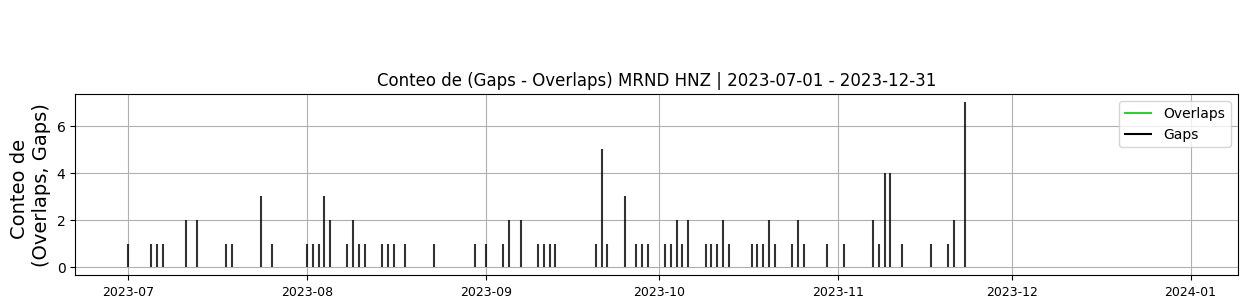 Conteo de (Gaps - Overlaps) MRND HNZ | 2023-07-01 - 2023-12-31
Conteo de
(Overlaps, Gaps)
6
4
2
0
Overlaps
Gaps
2023-07
2023-08
2023-09
2023-10
2023-11
2023-12
2024-01